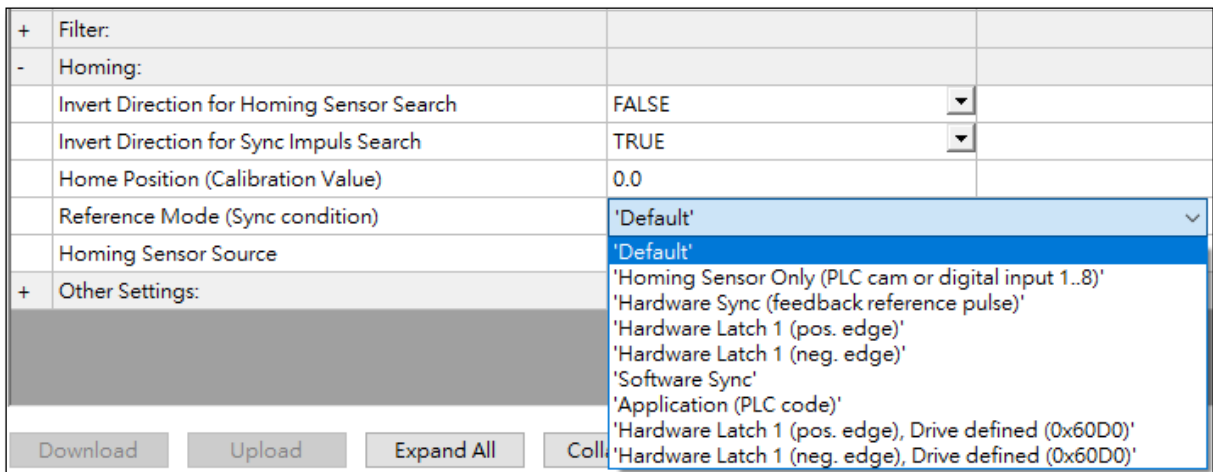 + Filter:
- Homing:
Invert Direction for Homing Sensor Search FALSE
Invert Direction for Sync Impuls Search TRUE
Home Position (Calibration Value) 0.0
Reference Mode (Sync condition) 'Default'
Homing Sensor Source 'Default'
'Homing Sensor Only (PLC cam or digital input 1..8)'
+ Other Settings:
'Hardware Sync (feedback reference pulse)'
'Hardware Latch 1 (pos. edge)'
'Hardware Latch 1 (neg. edge)'
'Software Sync'
'Application (PLC code)'
'Hardware Latch 1 (pos. edge), Drive defined (0x60D0)'
Download Upload Expand All Coll
'Hardware Latch 1 (neg. edge), Drive defined (0x60D0)'